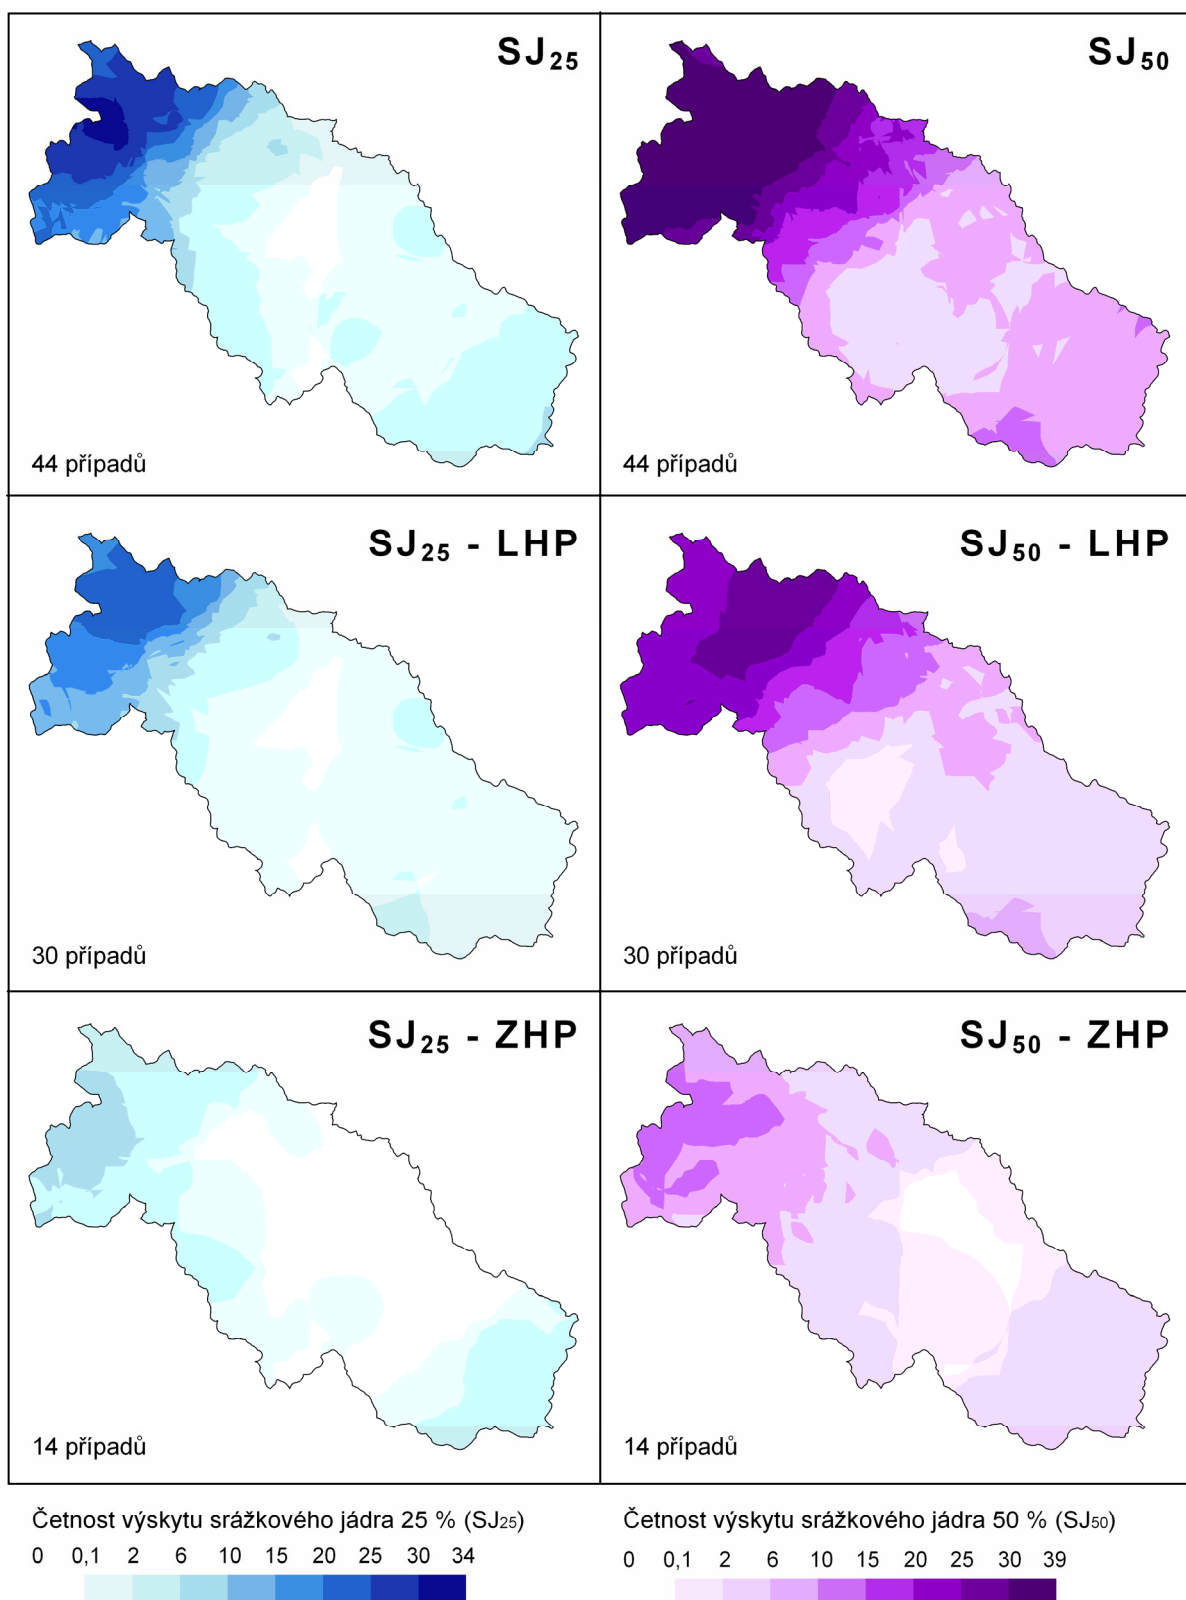 SJ25
44 případů
SJ50
44 případů
SJ25 - LHP
30 případů
SJ50 - LHP
30 případů
SJ25 - ZHP
14 případů
SJ50 - ZHP
14 případů
Četnost výskytu srážkového jádra 25 % (SJ25)
0 0,1 2 6 10 15 20 25 30 34
Četnost výskytu srážkového jádra 50 % (SJ50)
0 0,1 2 6 10 15 20 25 30 39